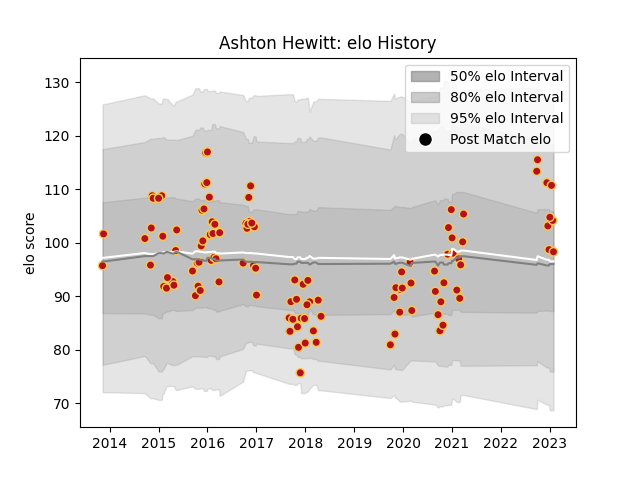 Ashton Hewitt: elo History
50% elo Interval
80% elo Interval
95% elo Interval
Post Match elo
elo score
130
120
110
100
90
80
70
2014 2015 2016 2017 2018 2019 2020 2021 2022 2023